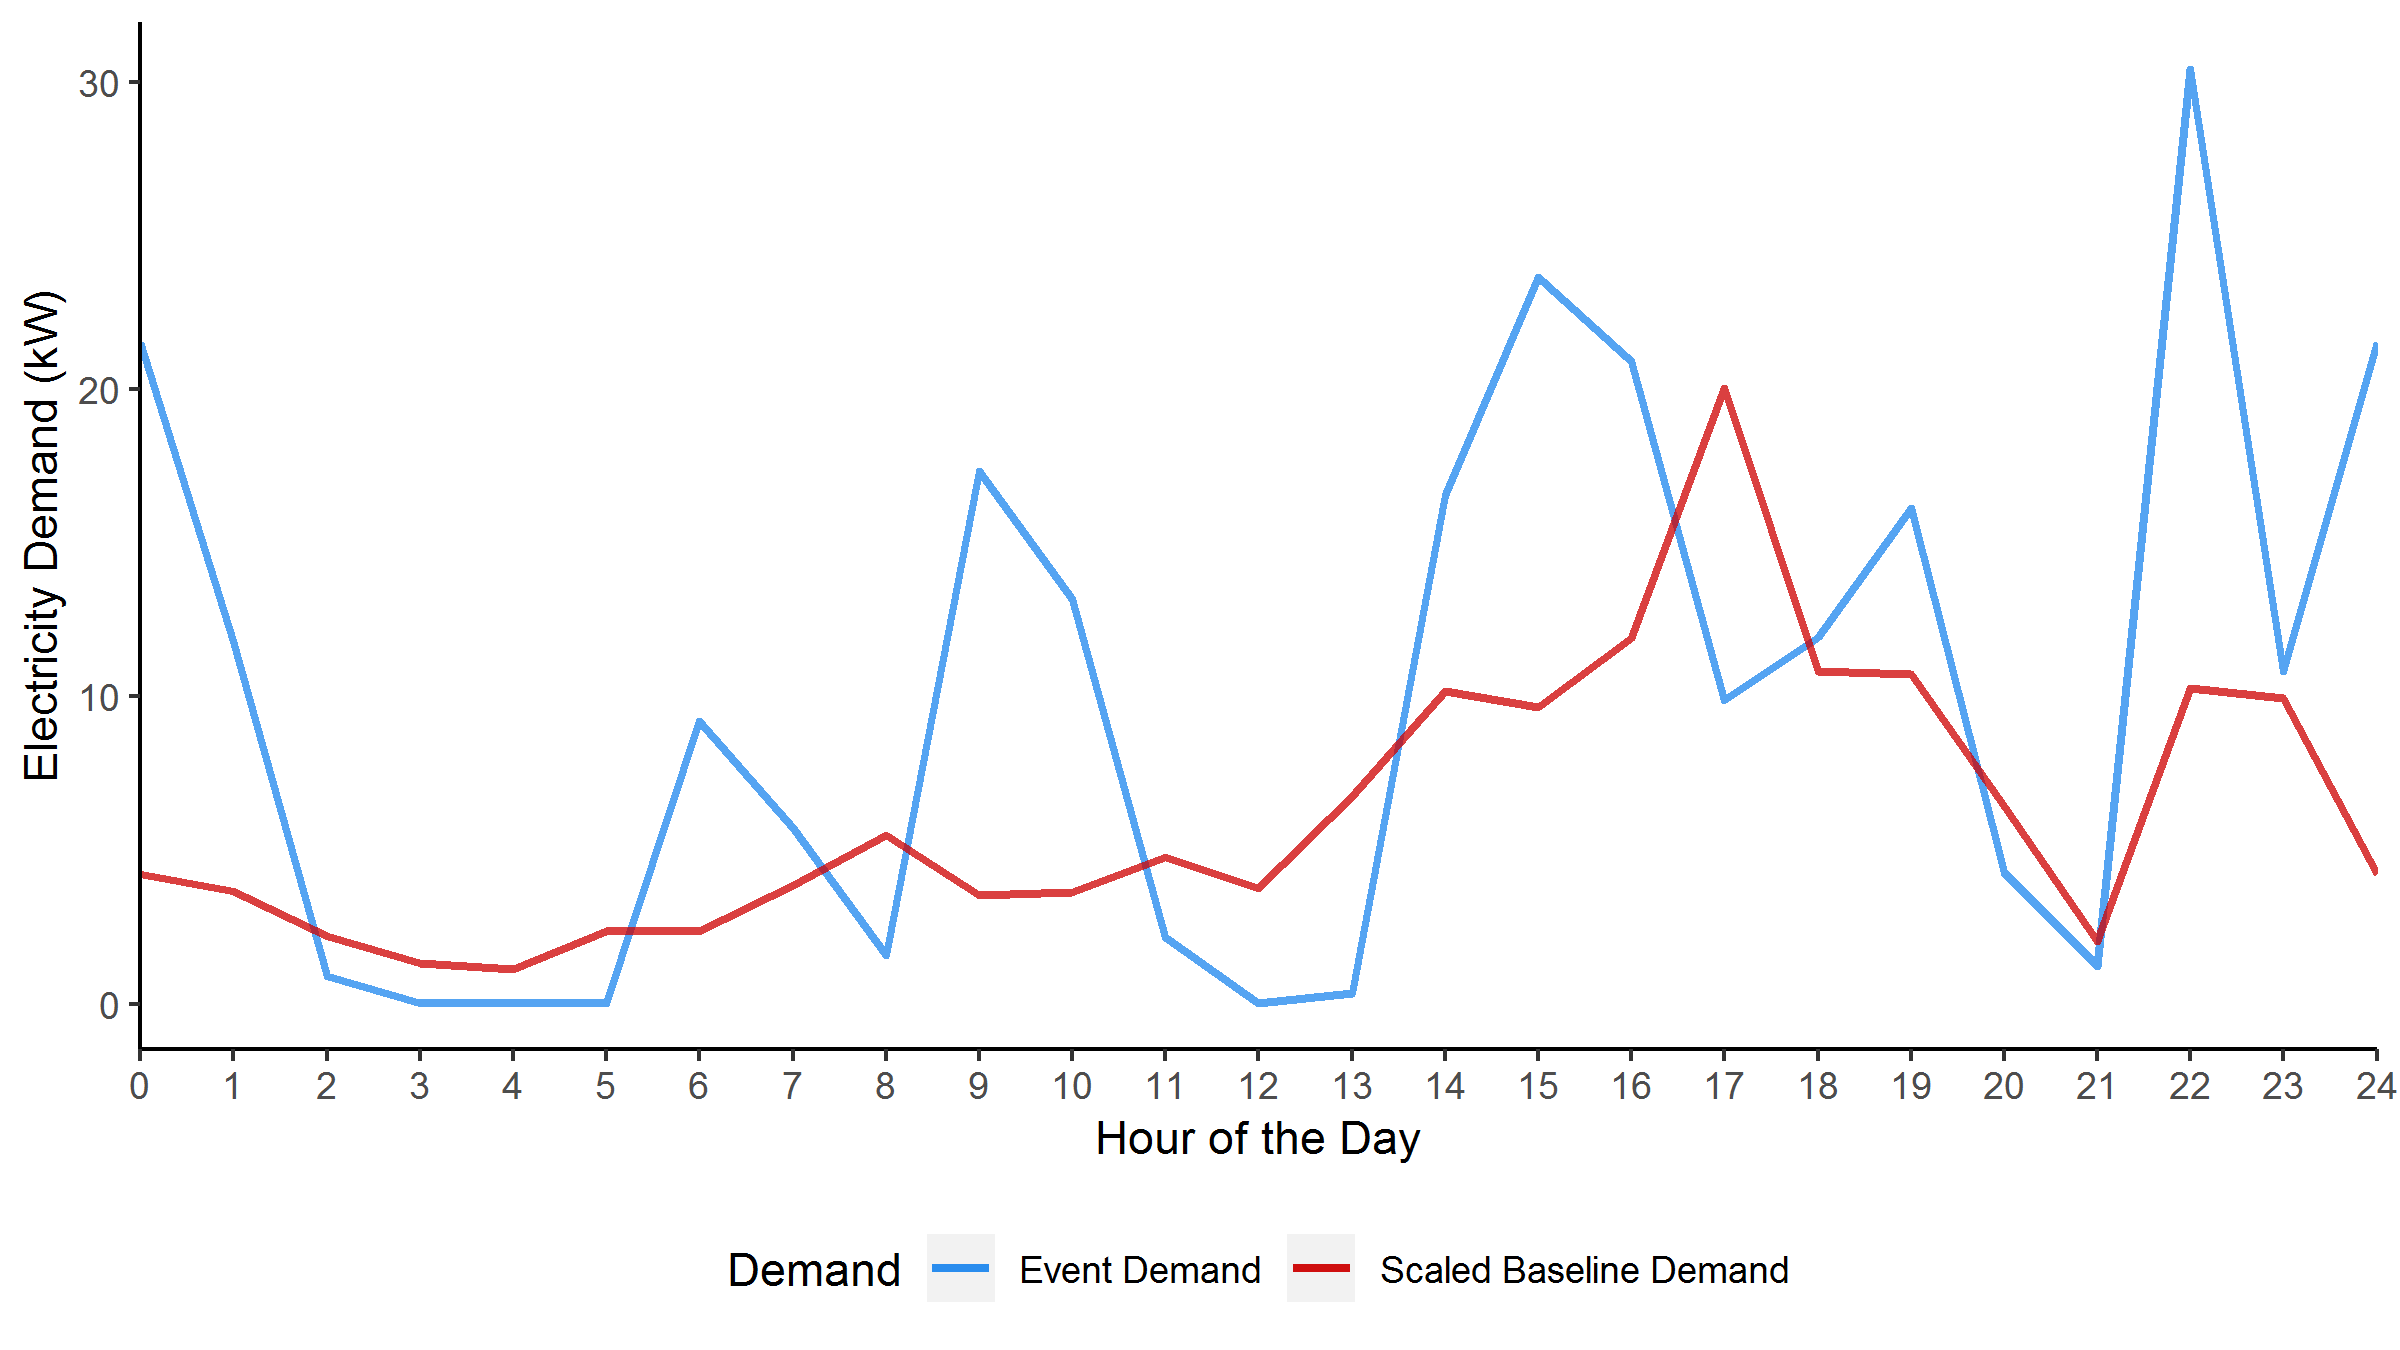 Electricity Demand (kW)
30
20
10
0
0 1 2 3 4 5 6 7 8 9 10 11 12 13 14 15 16 17 18 19 20 21 22 23 24
Hour of the Day
Demand Event Demand Scaled Baseline Demand